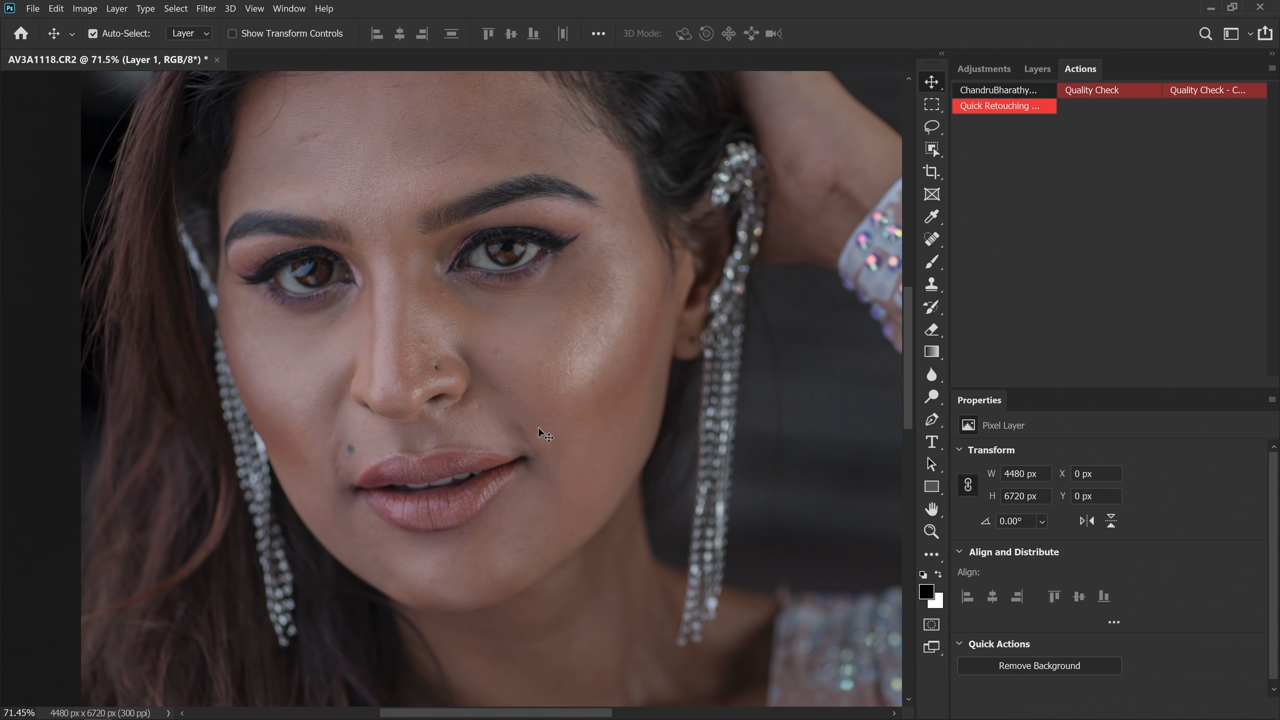 Ps File Edit Image Layer Type Select Filter 3D View Window Help
Auto-Select: Layer Show Transform Controls 3D Mode:
AV3A1118.CR2 @ 71.5% (Layer 1, RGB/8*) *
Adjustments Layers Actions
ChandruBharathy... Quality Check Quality Check - C...
Quick Retouching ...
Properties
Pixel Layer
Transform
W 4480 px X 0 px
H 6720 px Y 0 px
0.00°
Align and Distribute
Align:
Quick Actions
Remove Background
71.45% 4480 px x 6720 px (300 ppi)